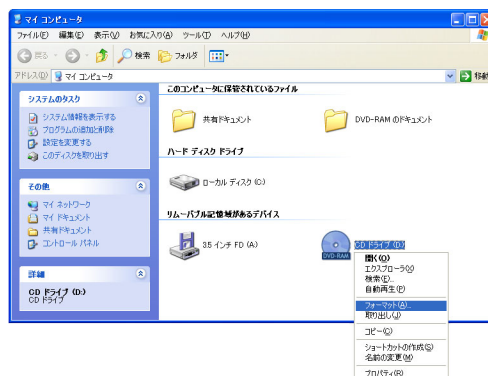 マイ コンピュータ
ファイル(F) 編集(E) 表示(V) お気に入り(A) ツール(T) ヘルプ(H)
戻る 検索 フォルダ
アドレス(D) マイ コンピュータ 移動
システムのタスク
システム情報を表示する
プログラムの追加と削除
設定を変更する
このディスクを取り出す
その他
マイ ネットワーク
マイ ドキュメント
共有ドキュメント
コントロール パネル
詳細
CD ドライブ (D:)
CD ドライブ
このコンピュータに保管されているファイル
共有ドキュメント DVD-RAM のドキュメント
ハード ディスク ドライブ
ローカル ディスク (C:)
リムーバブル記憶域があるデバイス
3.5 インチ FD (A:)
DVD-RAM
CD ドライブ (D:)
開く(O)
エクスプローラ(X)
検索(E)...
自動再生(P)
フォーマット(A)...
取り出し(J)
コピー(C)
ショートカットの作成(S)
名前の変更(M)
プロパティ(R)